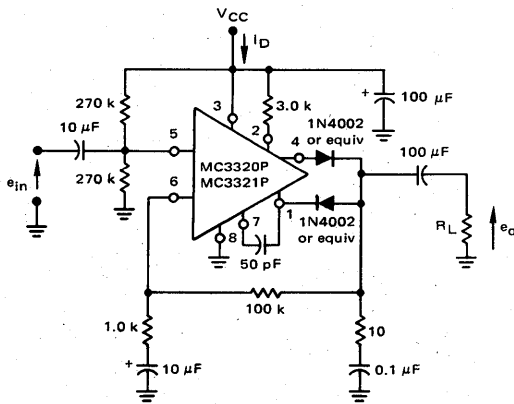 VCC
ID
3
270 k
3.0 k
+
100 µF
10 µF
2
4
1N4002
or equiv
5
MC3320P
MC3321P
100 µF
ein
270 k
6
7
1
8
1N4002
or equiv
50 pF
RL
eo
100 k
1.0 k
10
+
10 µF
0.1 µF